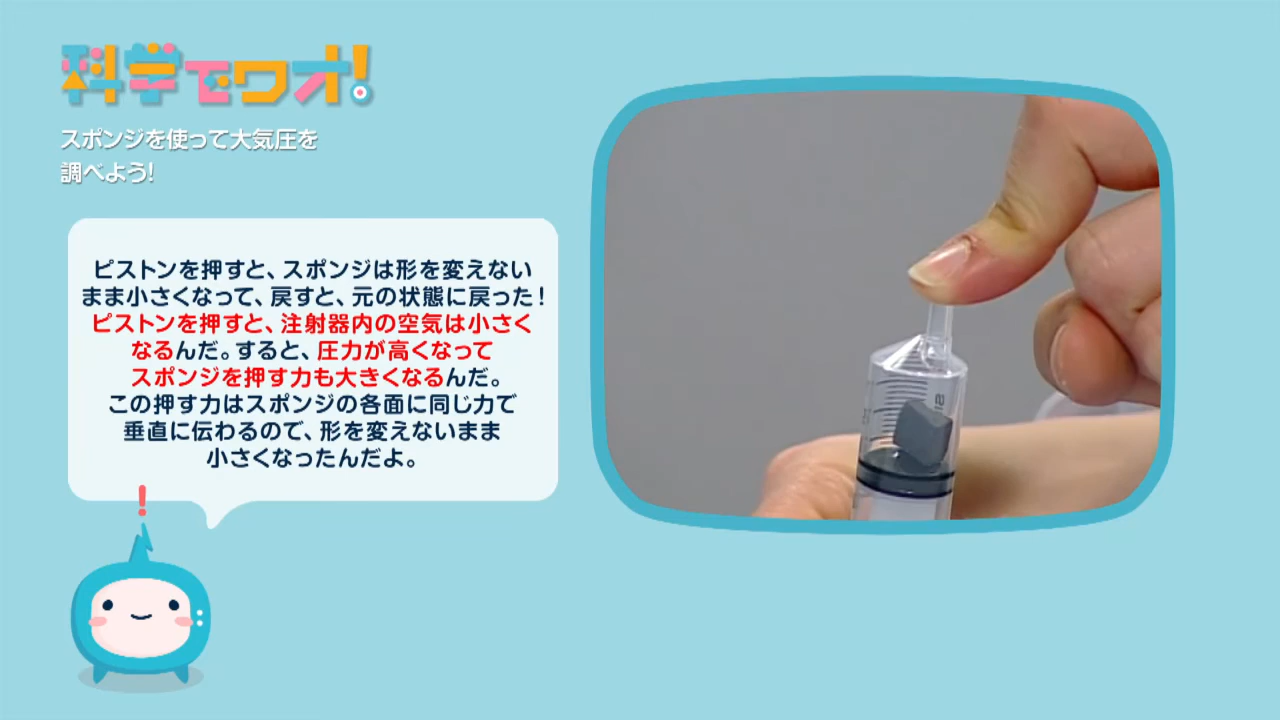 科学でワオ!
スポンジを使って大気圧を
調べよう!
ピストンを押すと、スポンジは形を変えない
まま小さくなって、戻すと、元の状態に戻った!
ピストンを押すと、注射器内の空気は小さく
なるんだ。すると、圧力が高くなって
スポンジを押す力も大きくなるんだ。
この押す力はスポンジの各面に同じ力で
垂直に伝わるので、形を変えないまま
小さくなったんだよ。